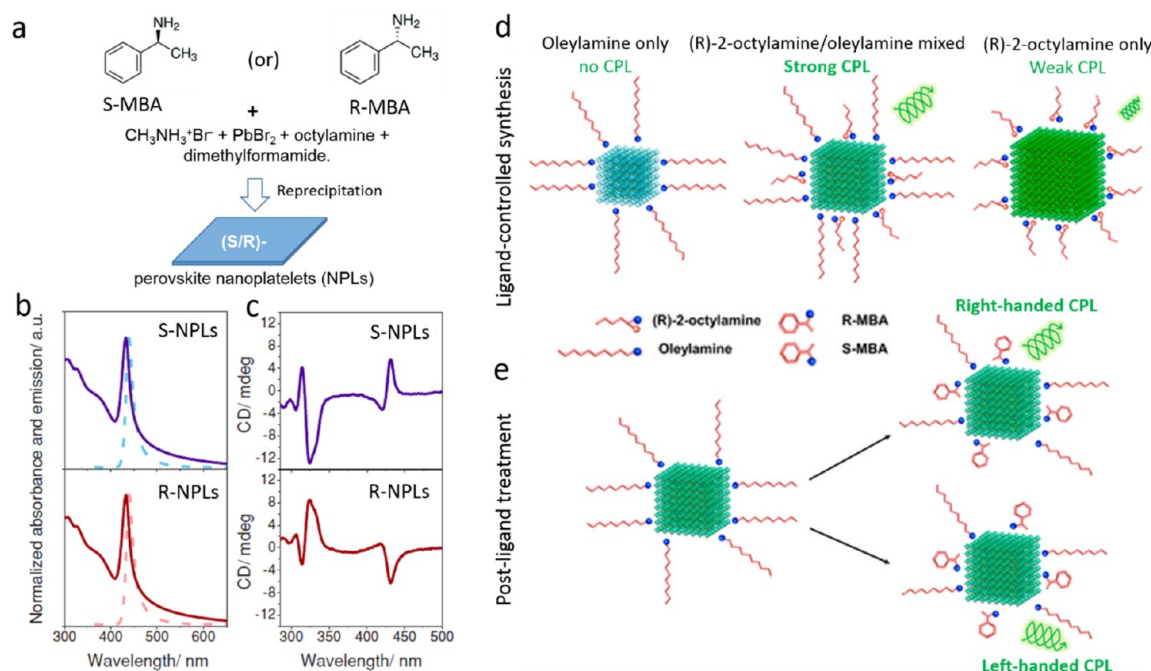 a
NH₂
CH₃
S-MBA
(or)
NH₂
CH₃
R-MBA
+
CH₃NH₃⁺Br⁻ + PbBr₂ + octylamine +
dimethylformamide.
Reprecipitation
(S/R)-
perovskite nanoplatelets (NPLs)
b
Normalized absorbance and emission/ a.u.
S-NPLs
R-NPLs
300 400 500 600
Wavelength/ nm
c
CD/ mdeg
12
8
4
0
-4
-8
-12
S-NPLs
CD/ mdeg
12
8
4
0
-4
-8
-12
R-NPLs
300 350 400 450 500
Wavelength/ nm
d
Ligand-controlled synthesis
Oleylamine only
no CPL
(R)-2-octylamine/oleylamine mixed
Strong CPL
(R)-2-octylamine only
Weak CPL
(R)-2-octylamine
R-MBA
Oleylamine
S-MBA
e
Post-ligand treatment
Right-handed CPL
Left-handed CPL